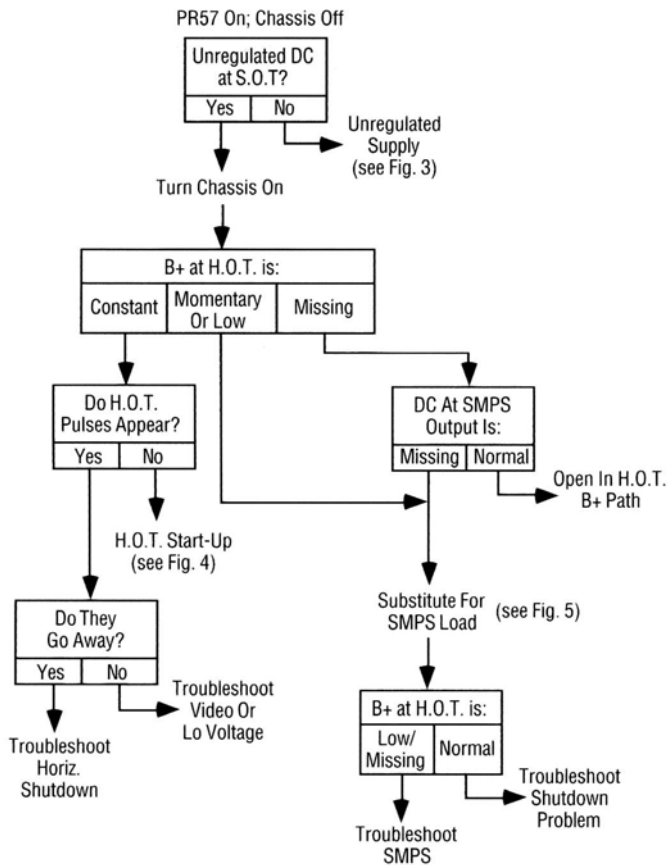 PR57 On; Chassis Off
Unregulated DC
at S.O.T?
Yes No
Unregulated
Supply
(see Fig. 3)
Turn Chassis On
B+ at H.O.T. is:
Constant
Momentary
Or Low
Missing
Do H.O.T.
Pulses Appear?
Yes No
DC At SMPS
Output Is:
Missing Normal
Open In H.O.T.
B+ Path
H.O.T. Start-Up
(see Fig. 4)
Substitute For
SMPS Load
(see Fig. 5)
Do They
Go Away?
Yes No
Troubleshoot
Video Or
Lo Voltage
Troubleshoot
Horiz.
Shutdown
B+ at H.O.T. is:
Low/
Missing
Normal
Troubleshoot
Shutdown
Problem
Troubleshoot
SMPS